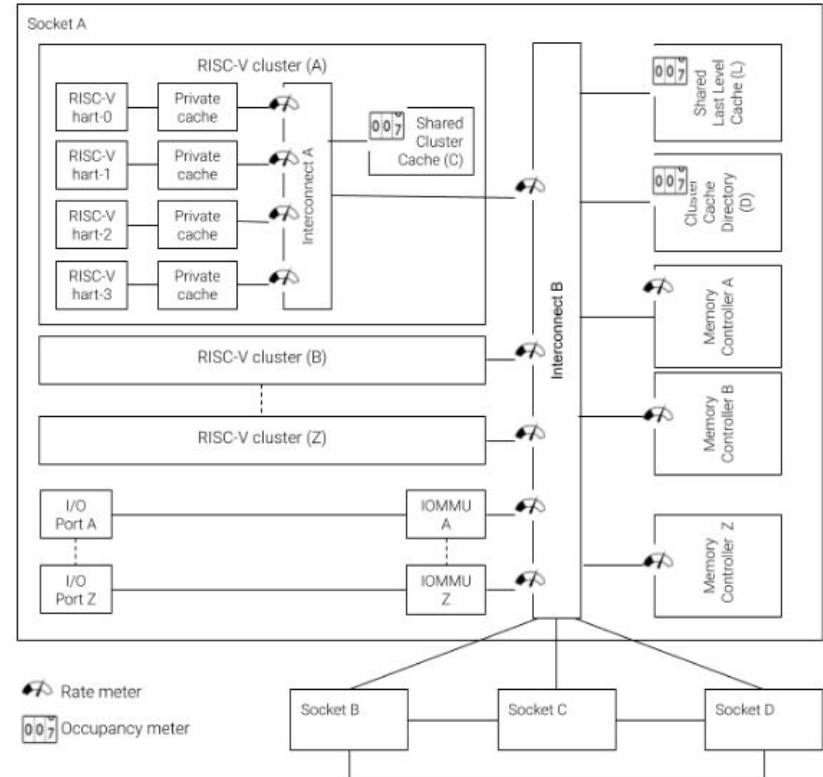 Socket A
RISC-V cluster (A)
RISC-V
hart-0
Private
cache
RISC-V
hart-1
Private
cache
RISC-V
hart-2
Private
cache
RISC-V
hart-3
Private
cache
Interconnect A
007
Shared
Cluster
Cache (C)
RISC-V cluster (B)
RISC-V cluster (Z)
I/O
Port A
IOMMU
A
I/O
Port Z
IOMMU
Z
Interconnect B
007
Shared
Last Level
Cache (L)
007
Cluster
Cache
Directory
(D)
Memory
Controller A
Memory
Controller B
Memory
Controller Z
Rate meter
007
Occupancy meter
Socket B
Socket C
Socket D